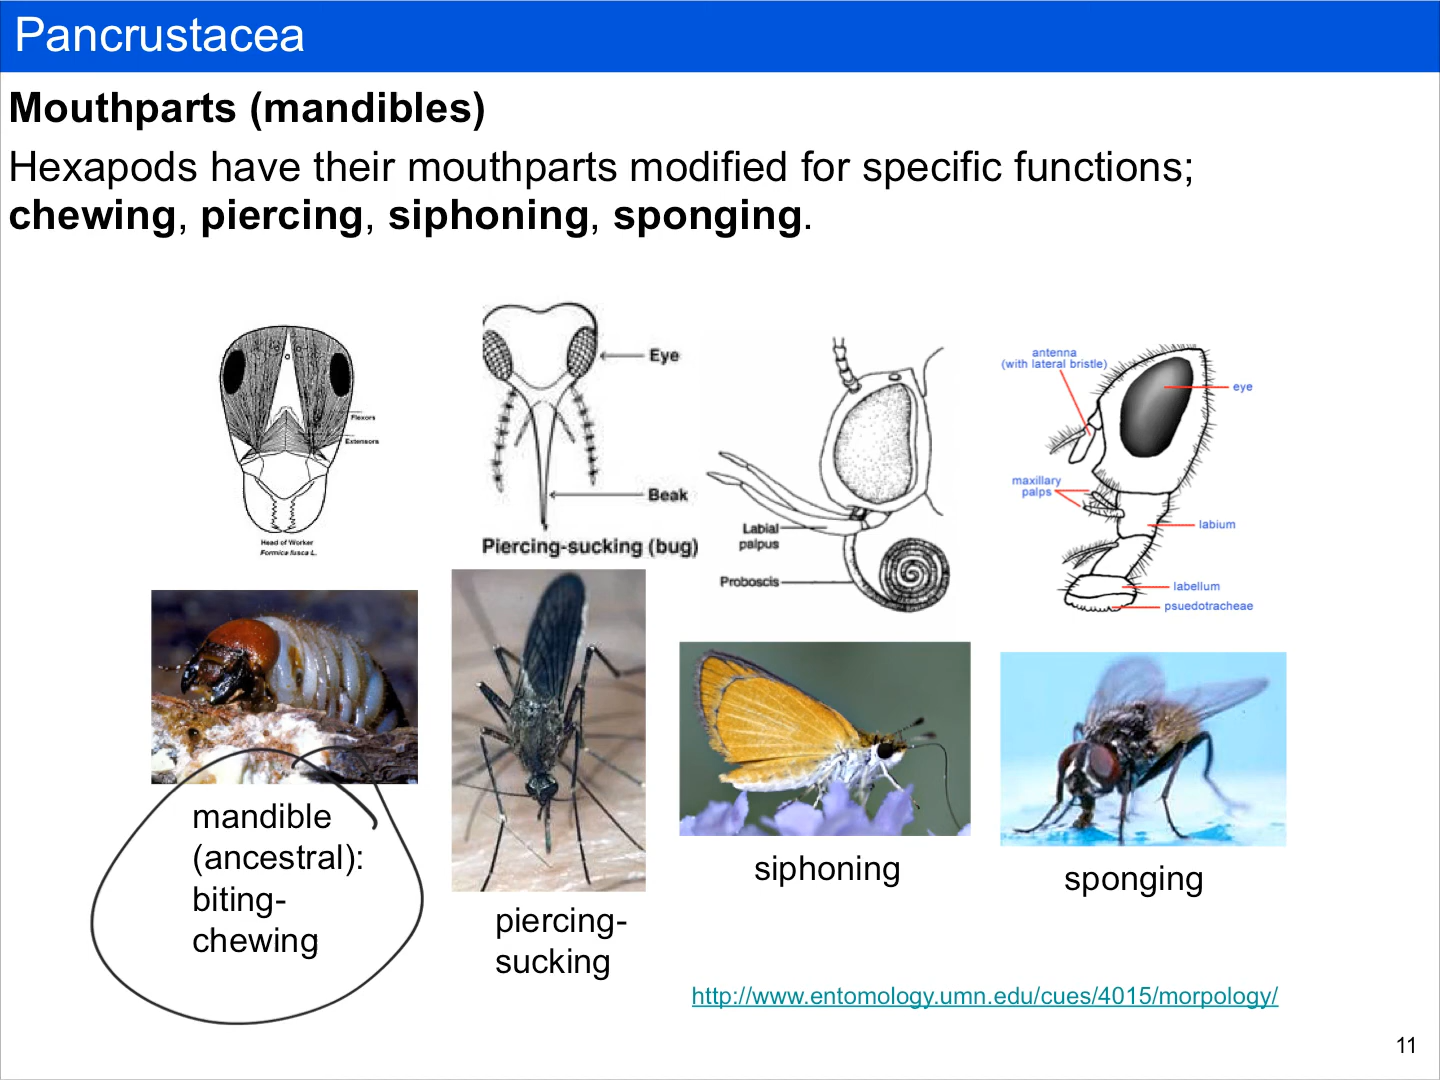 Pancrustacea
Mouthparts (mandibles)
Hexapods have their mouthparts modified for specific functions;
chewing, piercing, siphoning, sponging.
Flexors
Extensors
Head of Worker
Formica fusca L.
Eye
Beak
Piercing-sucking (bug)
Labial
palpus
Proboscis
antenna
(with lateral bristle)
eye
maxillary
palps
labium
labellum
psuedotracheae
mandible
(ancestral):
biting-
chewing
piercing-
sucking
siphoning
sponging
http://www.entomology.umn.edu/cues/4015/morpology/
11